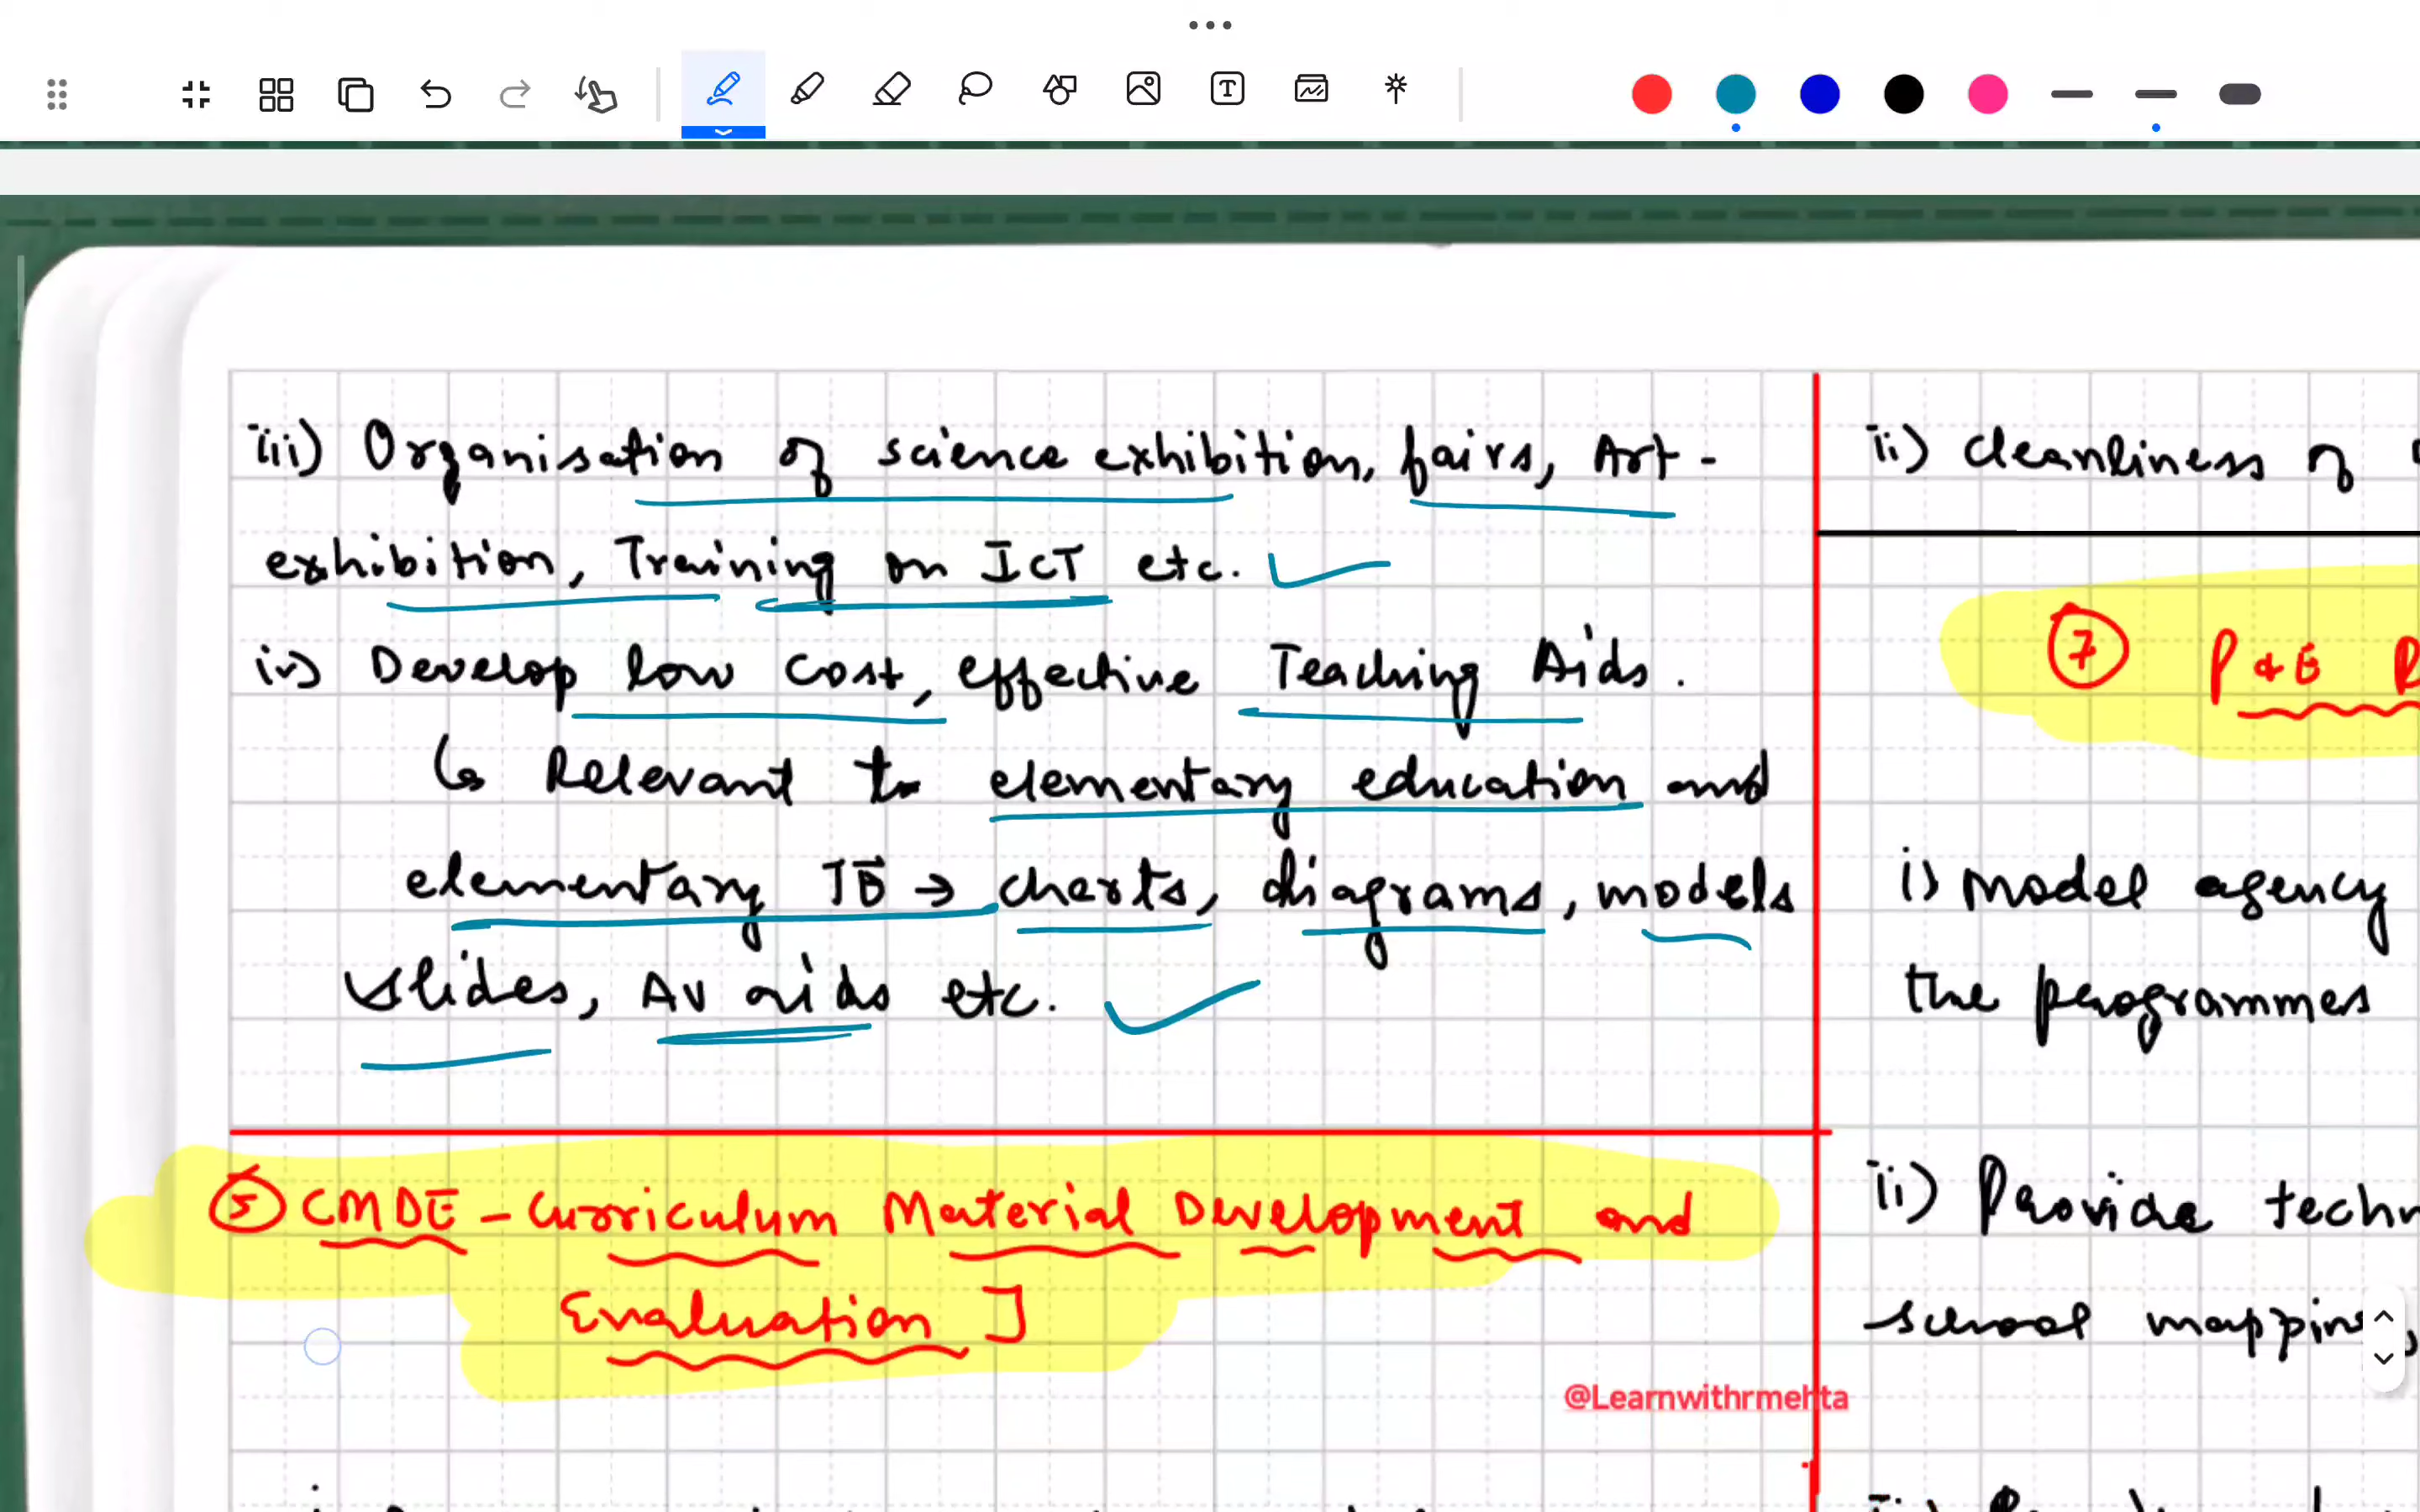 iii) Organisation of science exhibition, fairs, Art-
exhibition, Training on ICT etc.
iv) Develop low cost, effective Teaching Aids.
↳ Relevant to elementary education and
elementary TE → charts, diagrams, models
slides, AV aids etc.
⑤ CMDE - Curriculum Material Development and
Evaluation]
@Learnwithrmehta
ii) cleanliness of
⑦ P & E
i) Model agency
the programmes
ii) Provide techn
school mapping,